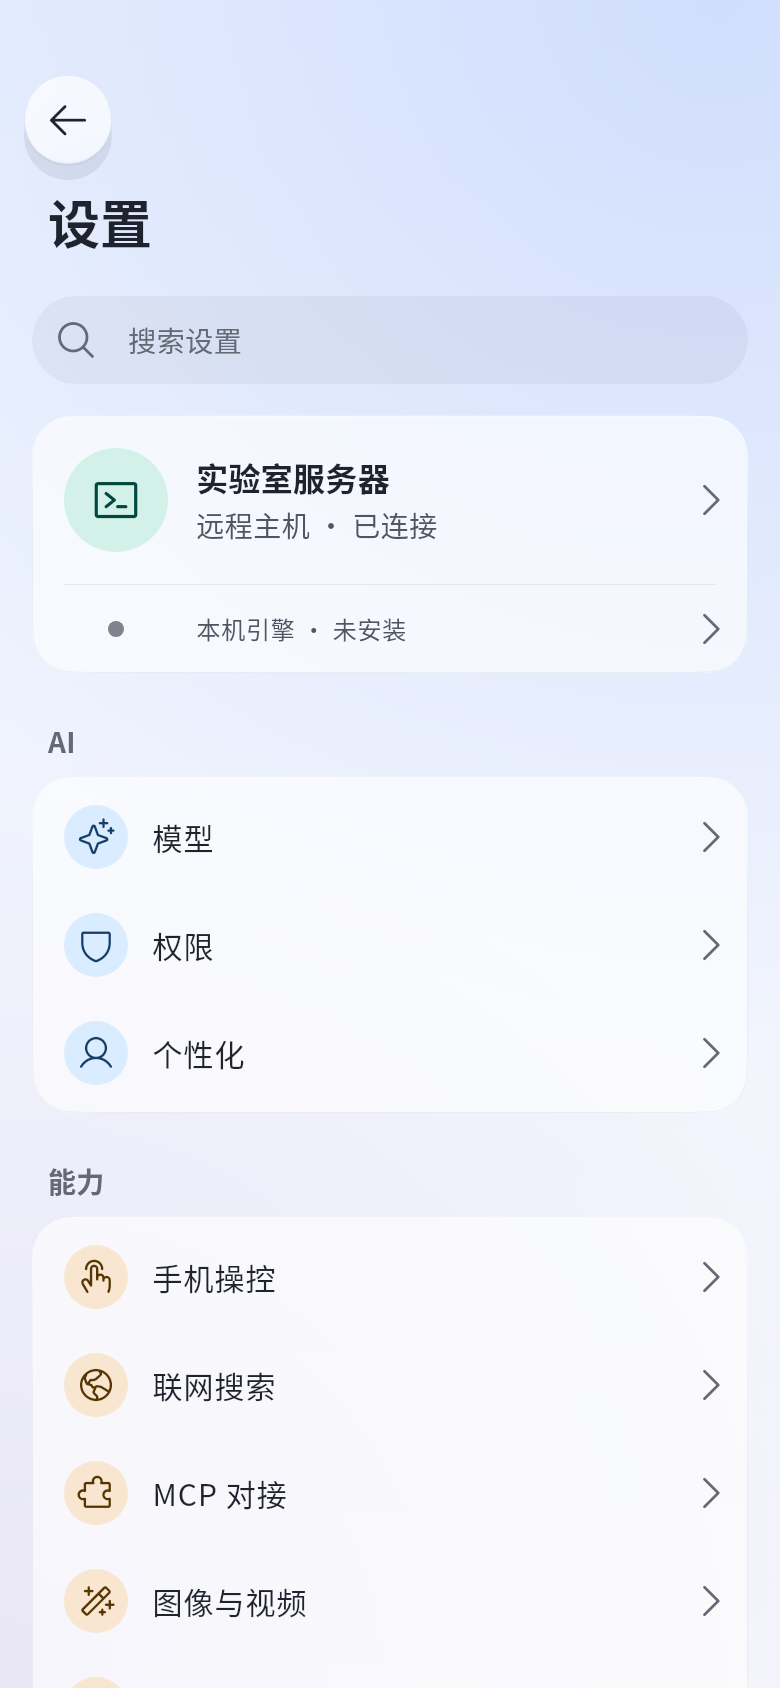 设置
搜索设置
实验室服务器
远程主机 · 已连接
本机引擎 · 未安装
AI
模型
权限
个性化
能力
手机操控
联网搜索
MCP 对接
图像与视频